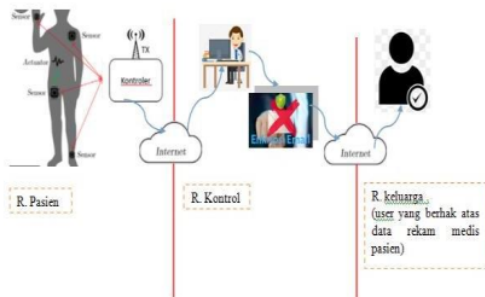 Sensor
Sensor
TX
Actuator
Kontroler
Sensor
Sensor
Internet
Email
Internet
R. Pasien
R. Kontrol
R. keluarga
(user yang berhak atas
data rekam medis
pasien)